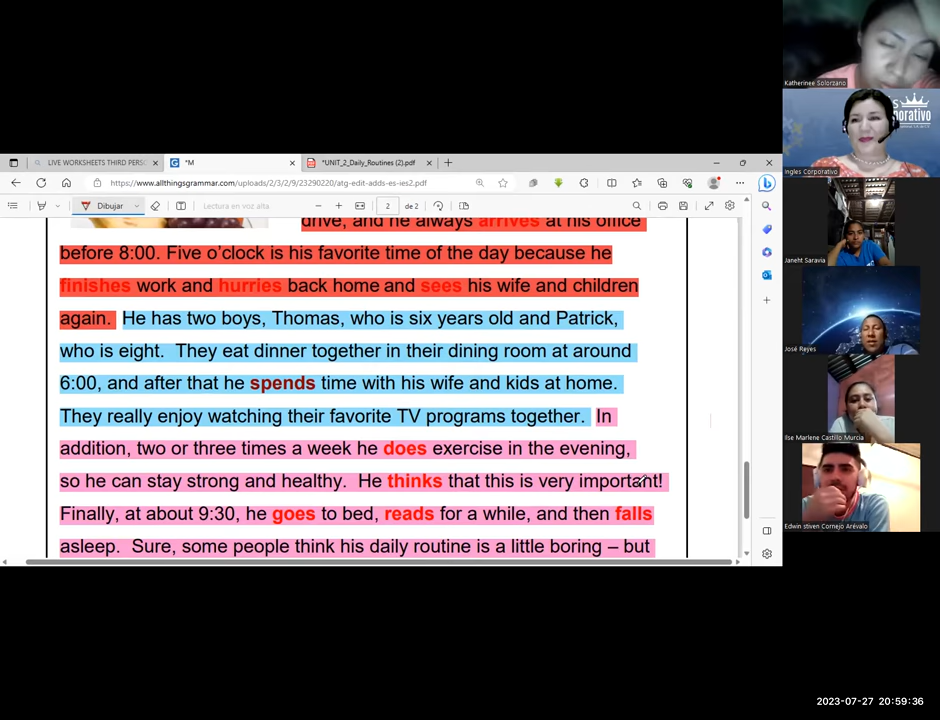 Katherinee Solorzano
s
orporativo
Ingles Corporativo
LIVE WORKSHEETS THIRD PERS
*M
*UNIT_2_Daily_Routines (2).pdf
https://www.allthingsgrammar.com/uploads/2/3/2/9/23290220/atg-edit-adds-es-ies2.pdf
Dibujar
Lectura en voz alta
2
de 2
drive, and he always arrives at his office
before 8:00. Five o'clock is his favorite time of the day because he
finishes work and hurries back home and sees his wife and children
again. He has two boys, Thomas, who is six years old and Patrick,
who is eight. They eat dinner together in their dining room at around
6:00, and after that he spends time with his wife and kids at home.
They really enjoy watching their favorite TV programs together. In
addition, two or three times a week he does exercise in the evening,
so he can stay strong and healthy. He thinks that this is very important!
Finally, at about 9:30, he goes to bed, reads for a while, and then falls
asleep. Sure, some people think his daily routine is a little boring – but
Janeht Saravia
José Reyes
Ilse Marlene Castillo Murcia
Edwin stiven Cornejo Arévalo
2023-07-27 20:59:36